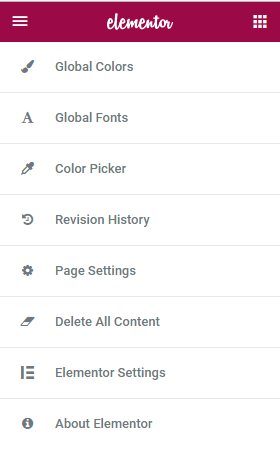 elementor
Global Colors
Global Fonts
Color Picker
Revision History
Page Settings
Delete All Content
Elementor Settings
About Elementor